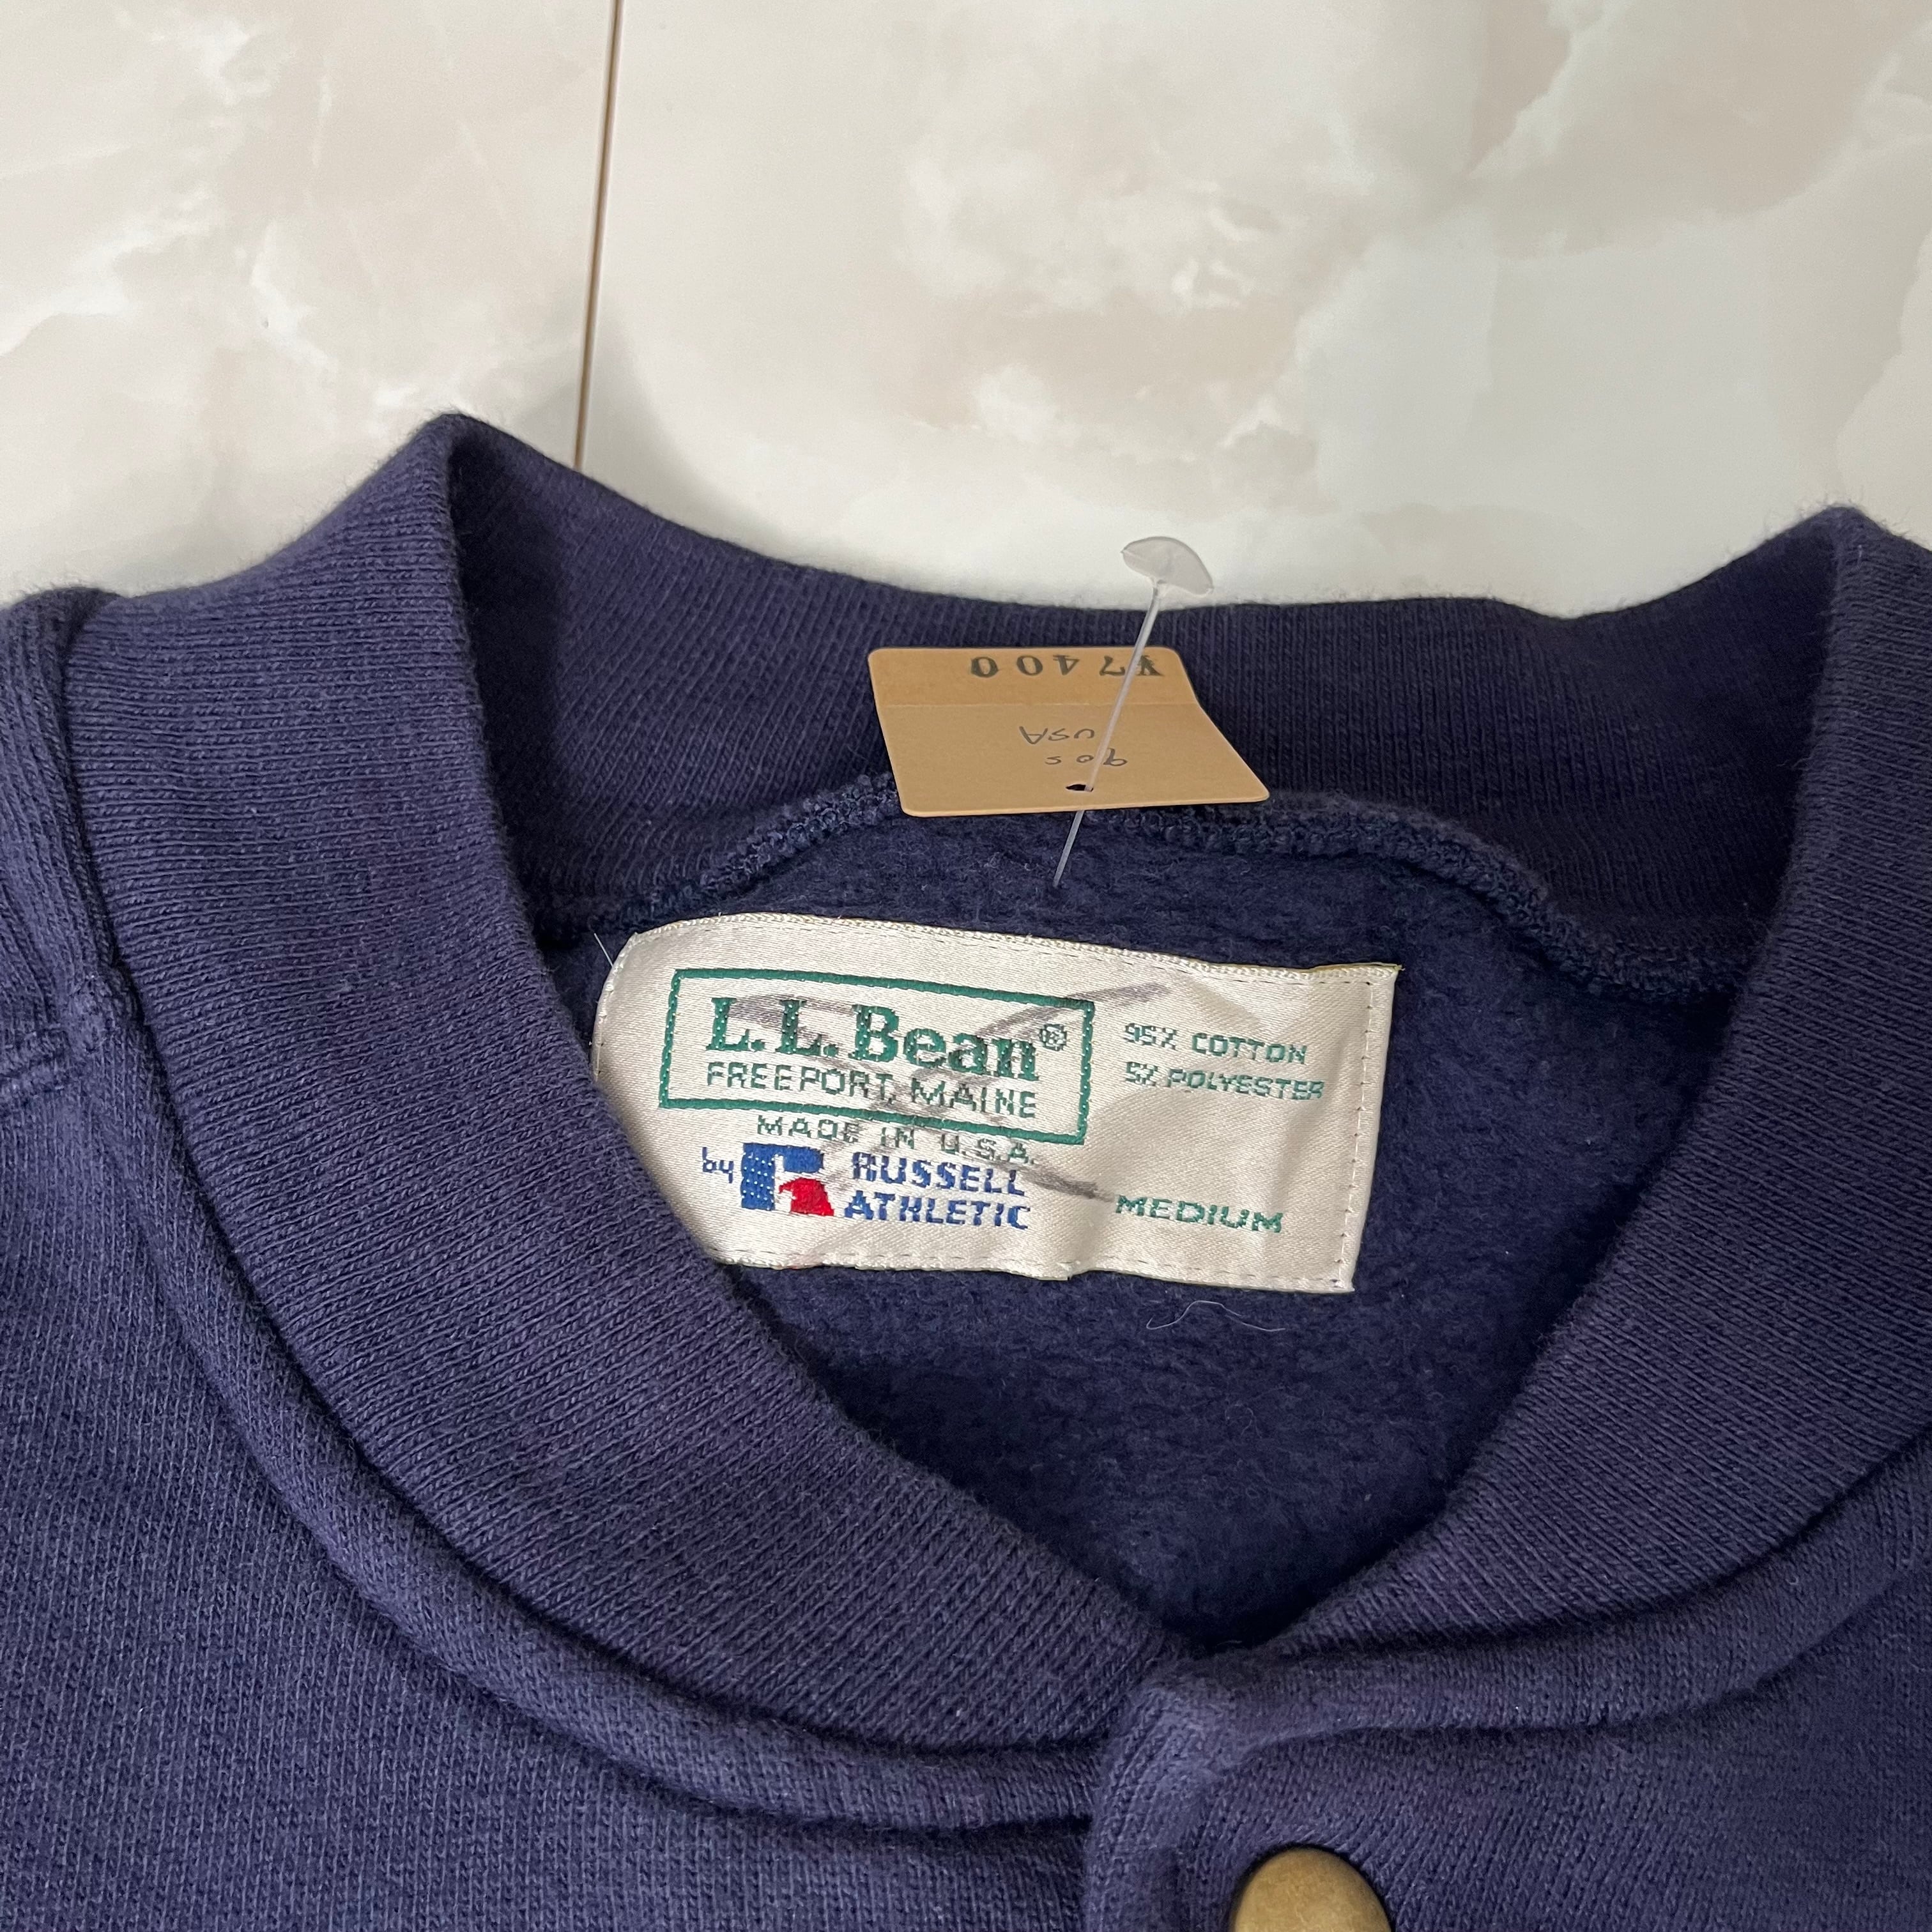 ¥7400
USA
90s
L.L.Bean®
FREEPORT, MAINE
MADE IN U.S.A.
by RUSSELL
ATHLETIC
95% COTTON
5% POLYESTER
MEDIUM